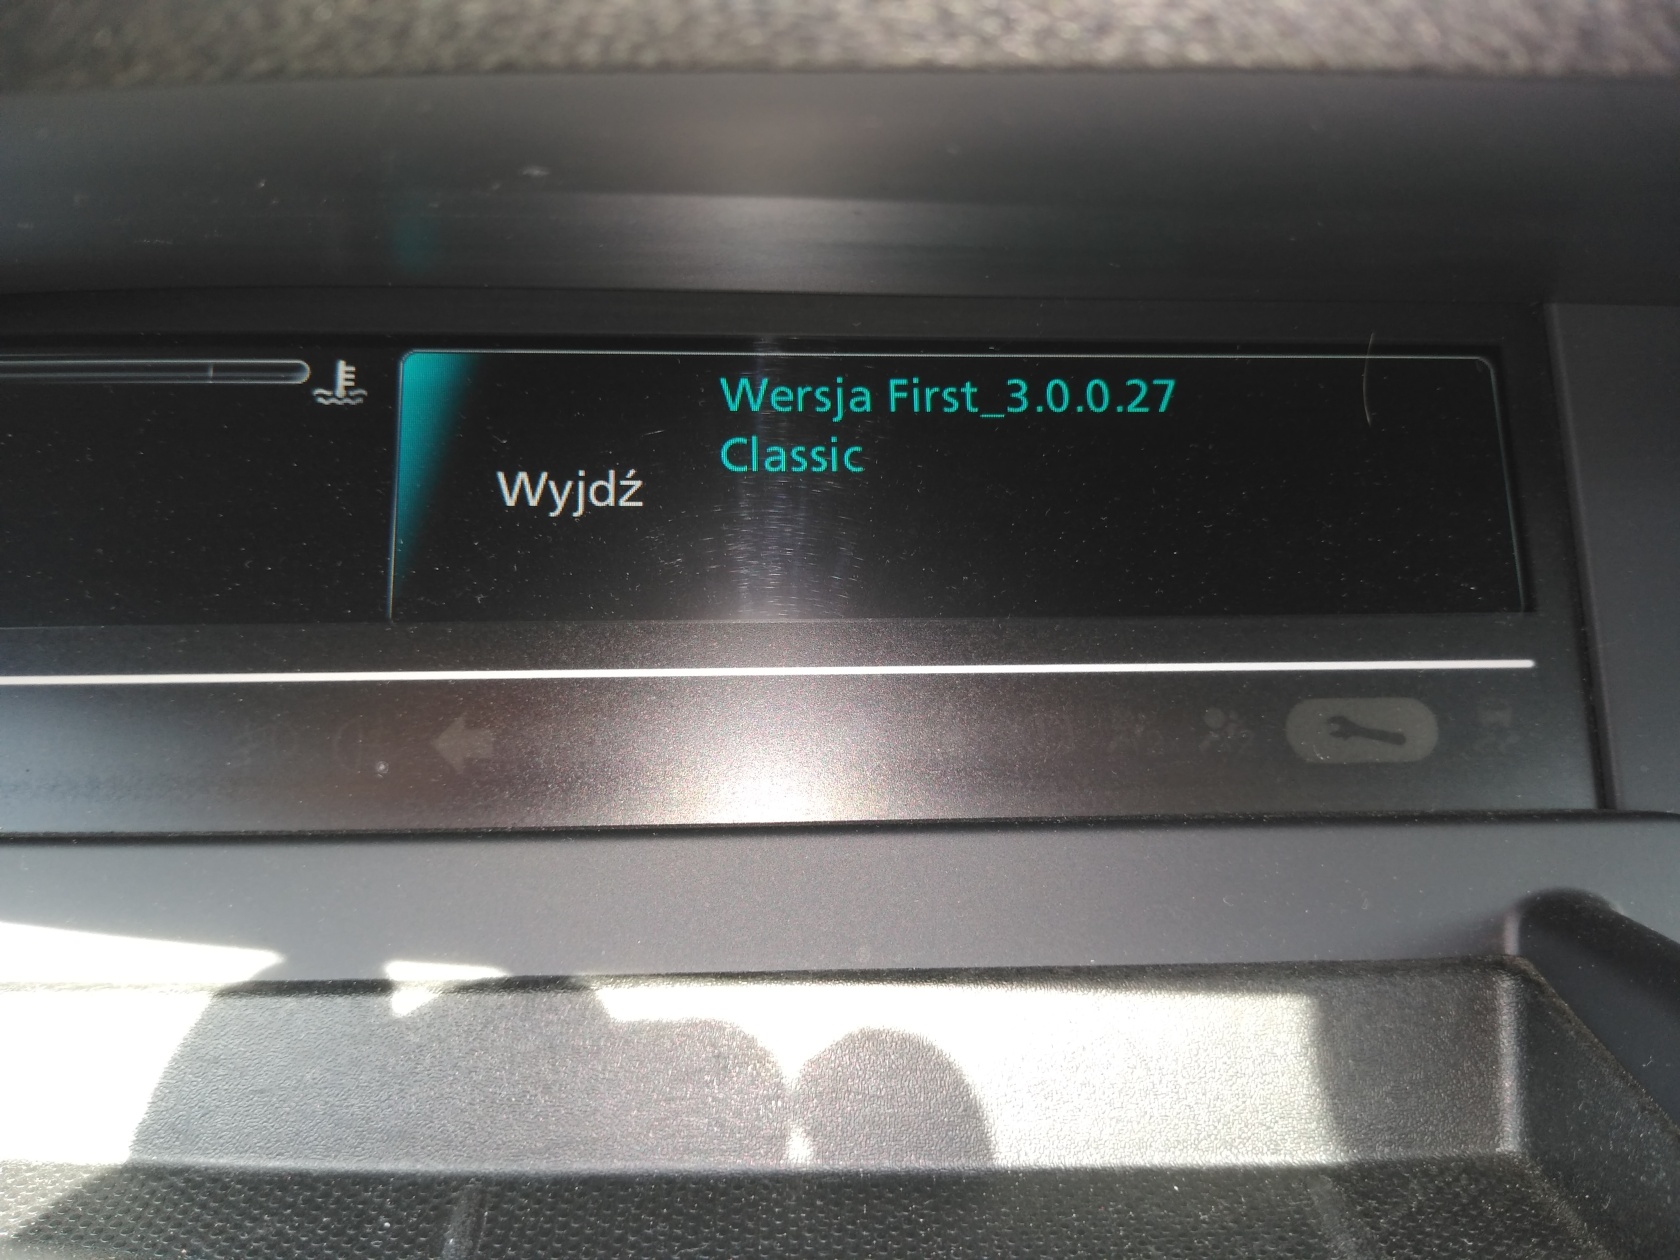 Wersja First_3.0.0.27
Classic
Wyjdź